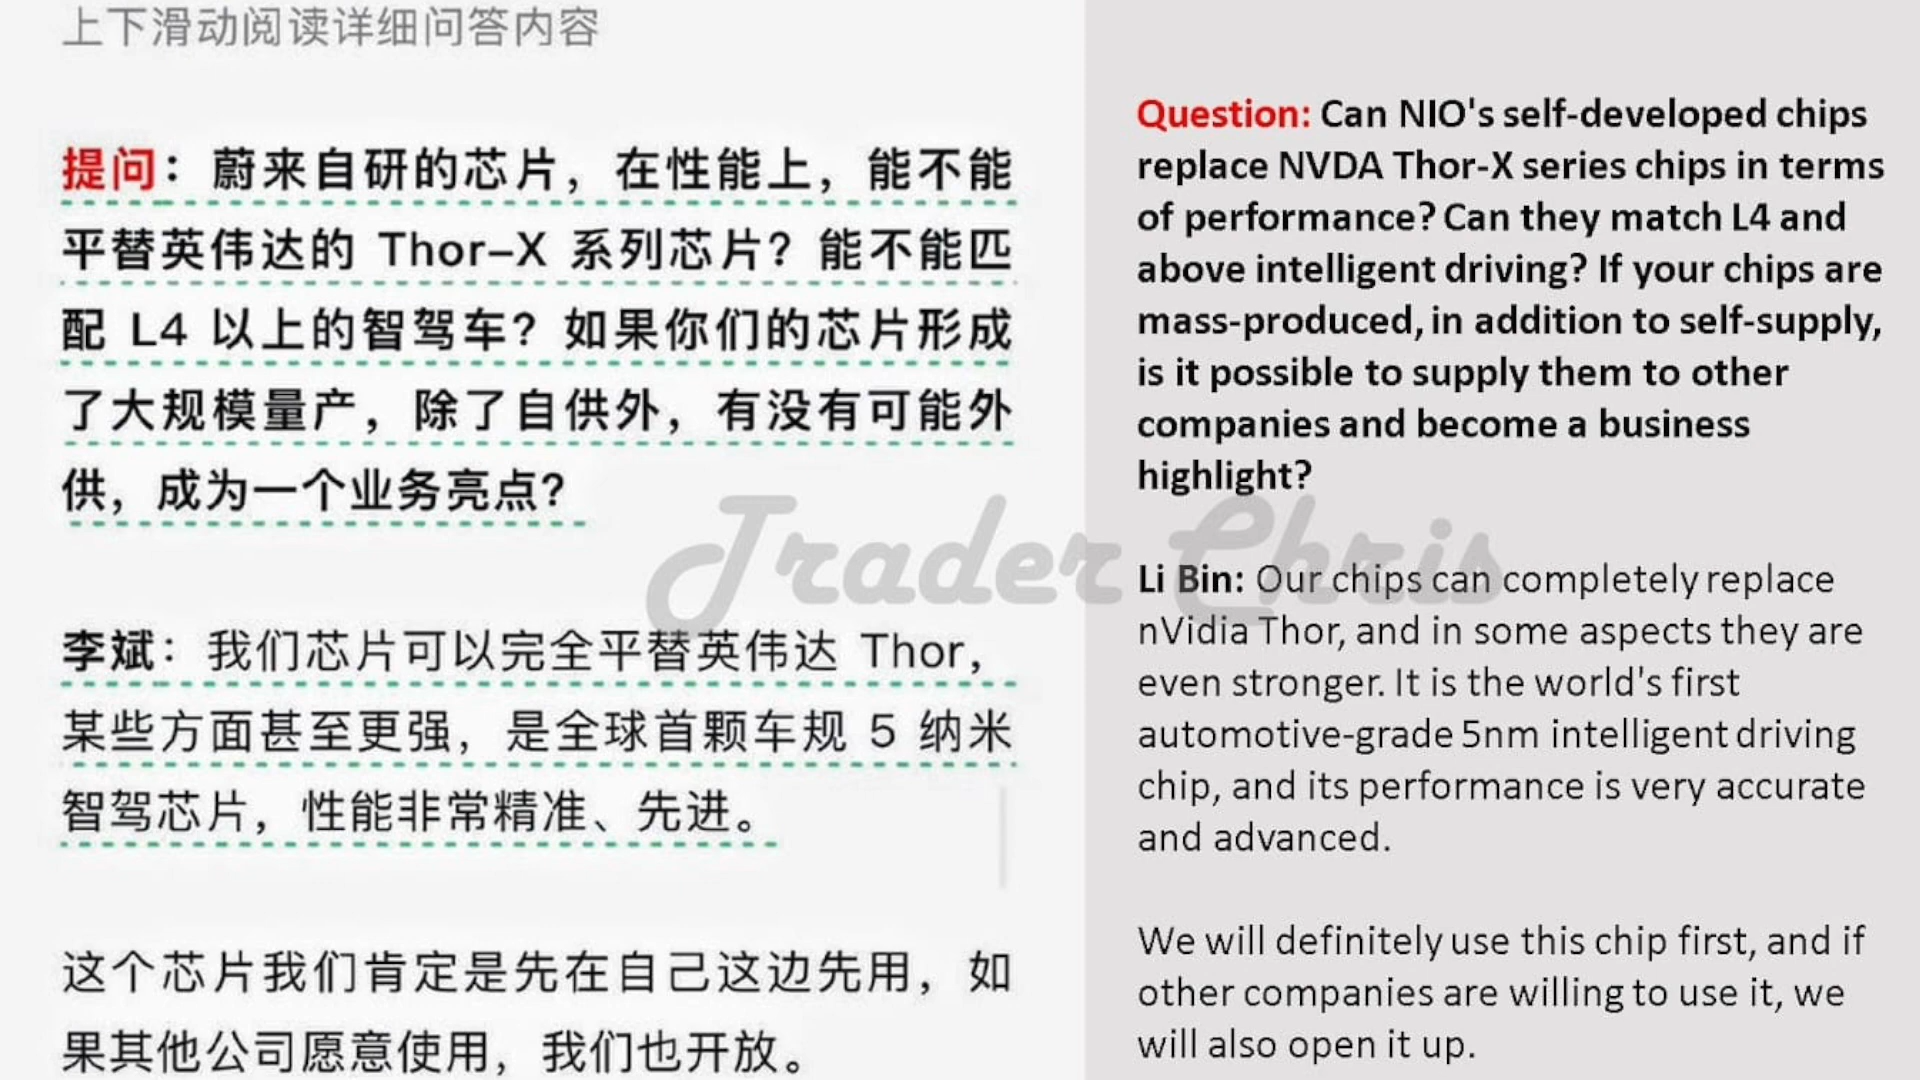 上下滑动阅读详细问答内容
提问：蔚来自研的芯片，在性能上，能不能
平替英伟达的 Thor-X 系列芯片？能不能匹
配 L4 以上的智驾车？如果你们的芯片形成
了大规模量产，除了自供外，有没有可能外
供，成为一个业务亮点？
李斌：我们芯片可以完全平替英伟达 Thor，
某些方面甚至更强，是全球首颗车规 5 纳米
智驾芯片，性能非常精准、先进。
这个芯片我们肯定是先在自己这边先用，如
果其他公司愿意使用，我们也开放。
Question: Can NIO's self-developed chips
replace NVDA Thor-X series chips in terms
of performance? Can they match L4 and
above intelligent driving? If your chips are
mass-produced, in addition to self-supply,
is it possible to supply them to other
companies and become a business
highlight?
Li Bin: Our chips can completely replace
nVidia Thor, and in some aspects they are
even stronger. It is the world's first
automotive-grade 5nm intelligent driving
chip, and its performance is very accurate
and advanced.
We will definitely use this chip first, and if
other companies are willing to use it, we
will also open it up.
Trader Chris